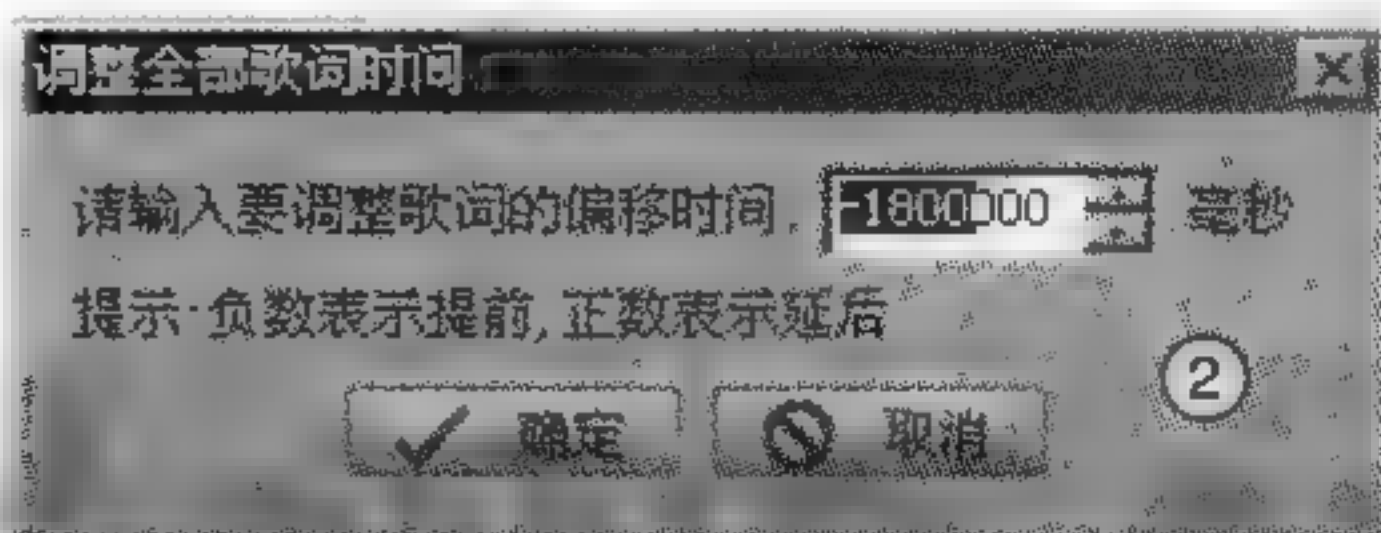 调整全部歌词时间
请输入要调整歌词的偏移时间: -1800000 毫秒
提示:负数表示提前,正数表示延后
确定 取消
②